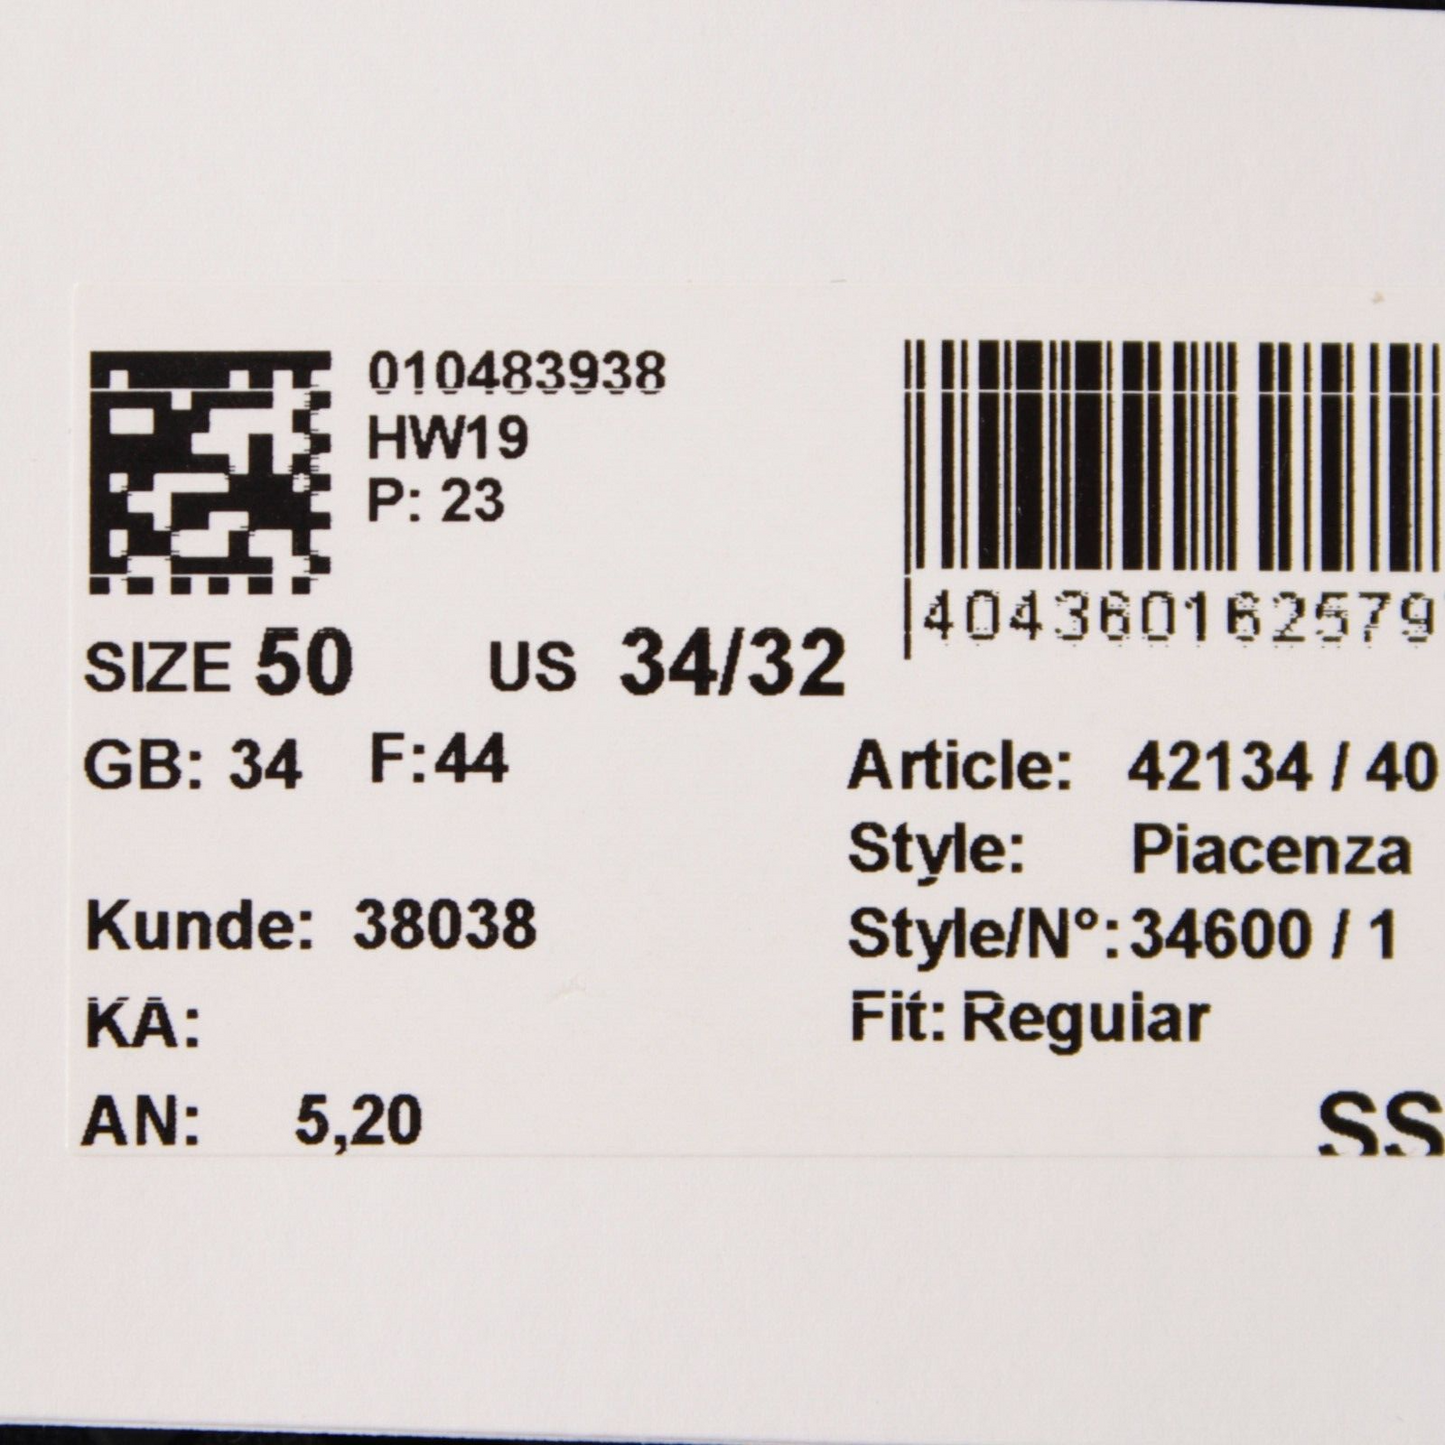 010483938
HW19
P: 23
404360162579
SIZE 50 US 34/32
GB: 34 F:44
Article: 42134 / 40
Style: Piacenza
Kunde: 38038
Style/N°: 34600 / 1
KA:
Fit: Reguiar
AN: 5,20
SS